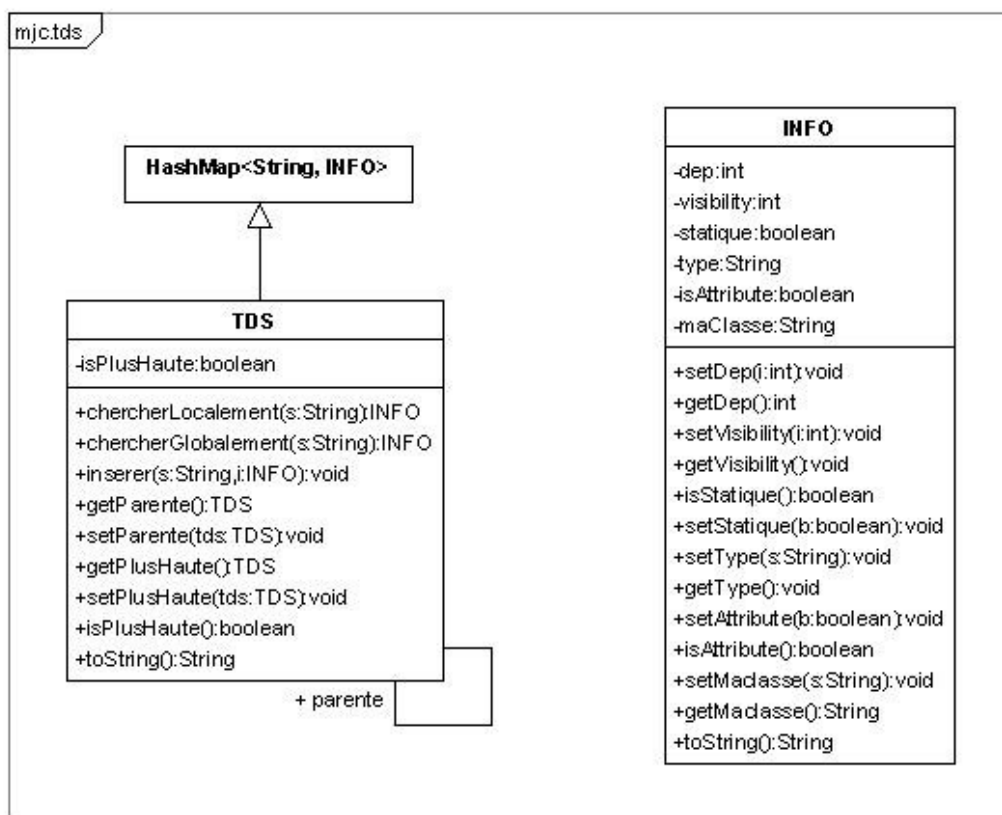 mjc.tds
HashMap<String, INFO>
TDS
-isPlusHaute:boolean
+chercherLocalement(s:String):INFO
+chercherGlobalement(s:String):INFO
+inserer(s:String,i:INFO):void
+getParente():TDS
+setParente(tds:TDS):void
+getPlusHaute():TDS
+setPlusHaute(tds:TDS):void
+isPlusHaute():boolean
+toString():String
+ parente
INFO
-dep:int
-visibility:int
-statique:boolean
-type:String
-isAttribute:boolean
-maClasse:String
+setDep(i:int):void
+getDep():int
+setVisibility(i:int):void
+getVisibility():void
+isStatique():boolean
+setStatique(b:boolean):void
+setType(s:String):void
+getType():void
+setAttribute(b:boolean):void
+isAttribute():boolean
+setMaclasse(s:String):void
+getMaclasse():String
+toString():String